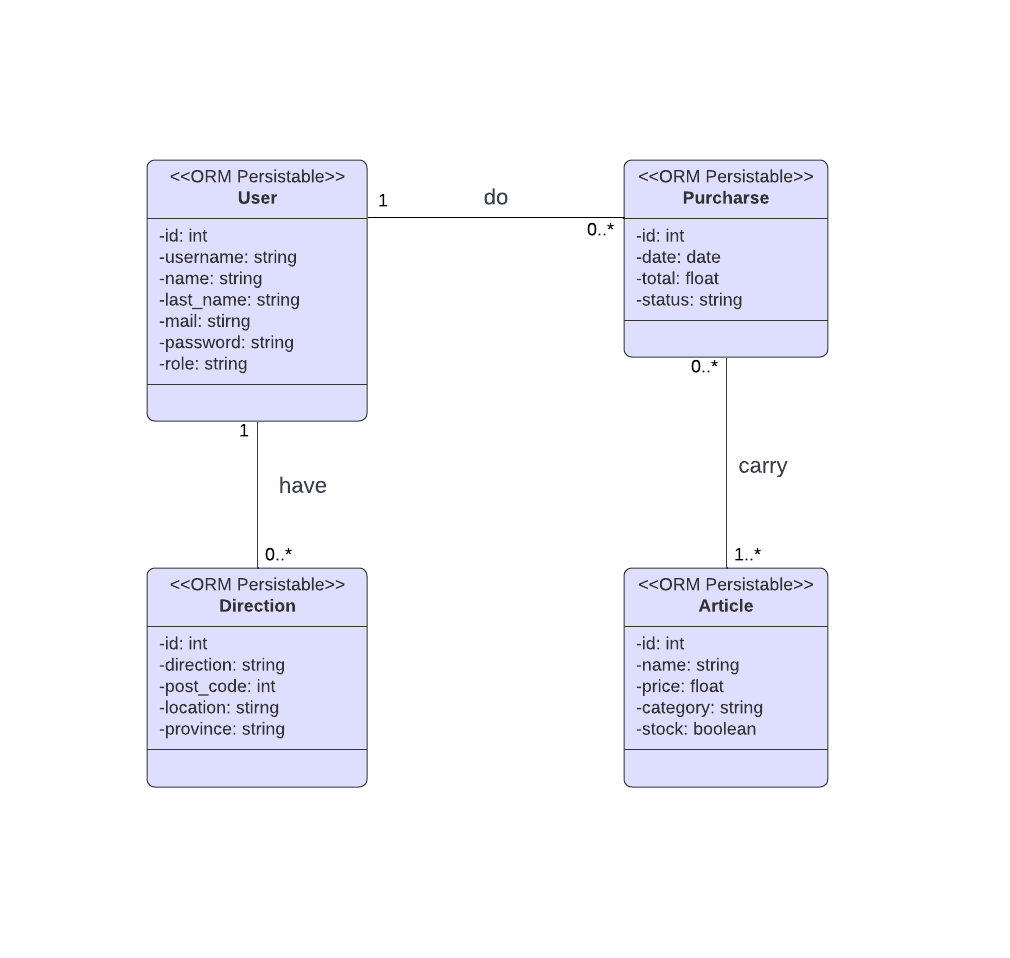 <<ORM Persistable>>
User
-id: int
-username: string
-name: string
-last_name: string
-mail: stirng
-password: string
-role: string
1
do
0..*
<<ORM Persistable>>
Purcharse
-id: int
-date: date
-total: float
-status: string
1
have
0..*
0..*
carry
1..*
<<ORM Persistable>>
Direction
-id: int
-direction: string
-post_code: int
-location: stirng
-province: string
<<ORM Persistable>>
Article
-id: int
-name: string
-price: float
-category: string
-stock: boolean